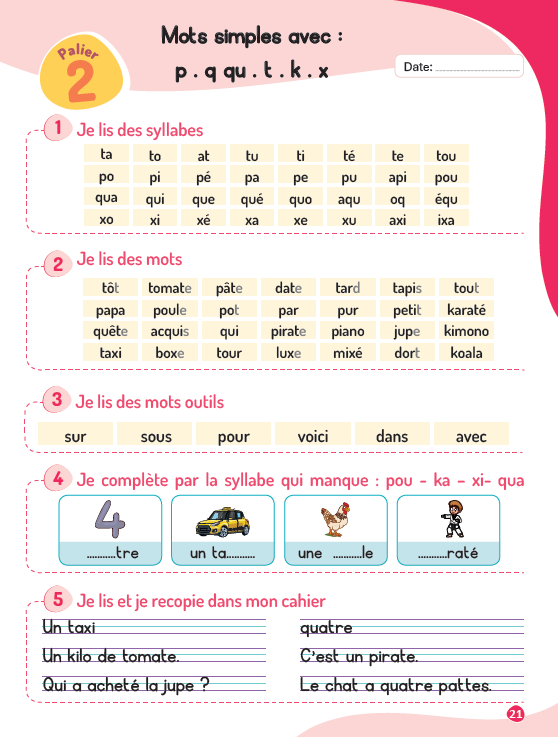 Mots simples avec :
Palier
2
p . q qu . t . k . x
Date: ..............................
1 Je lis des syllabes
ta to at tu ti té te tou
po pi pé pa pe pu api pou
qua qui que qué quo aqu oq équ
xo xi xé xa xe xu axi ixa
2 Je lis des mots
tôt tomate pâte date tard tapis tout
papa poule pot par pur petit karaté
quête acquis qui pirate piano jupe kimono
taxi boxe tour luxe mixé dort koala
3 Je lis des mots outils
sur sous pour voici dans avec
4 Je complète par la syllabe qui manque : pou - ka - xi- qua
4
...........tre un ta........... une ...........le ...........raté
5 Je lis et je recopie dans mon cahier
Un taxi quatre
Un kilo de tomate. C'est un pirate.
Qui a acheté la jupe ? Le chat a quatre pattes.
21